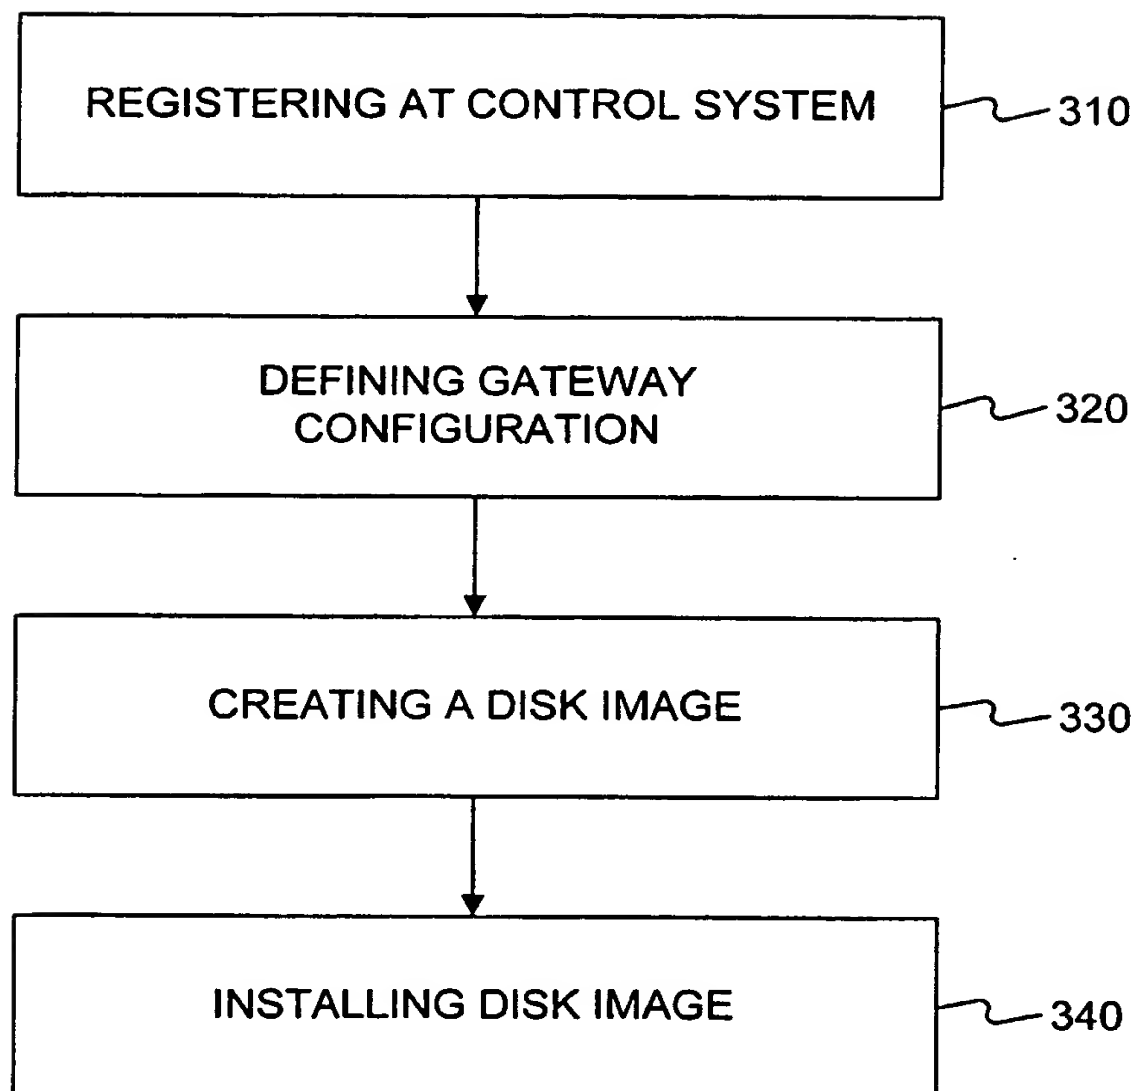 REGISTERING AT CONTROL SYSTEM
310
DEFINING GATEWAY
CONFIGURATION
320
CREATING A DISK IMAGE
330
INSTALLING DISK IMAGE
340